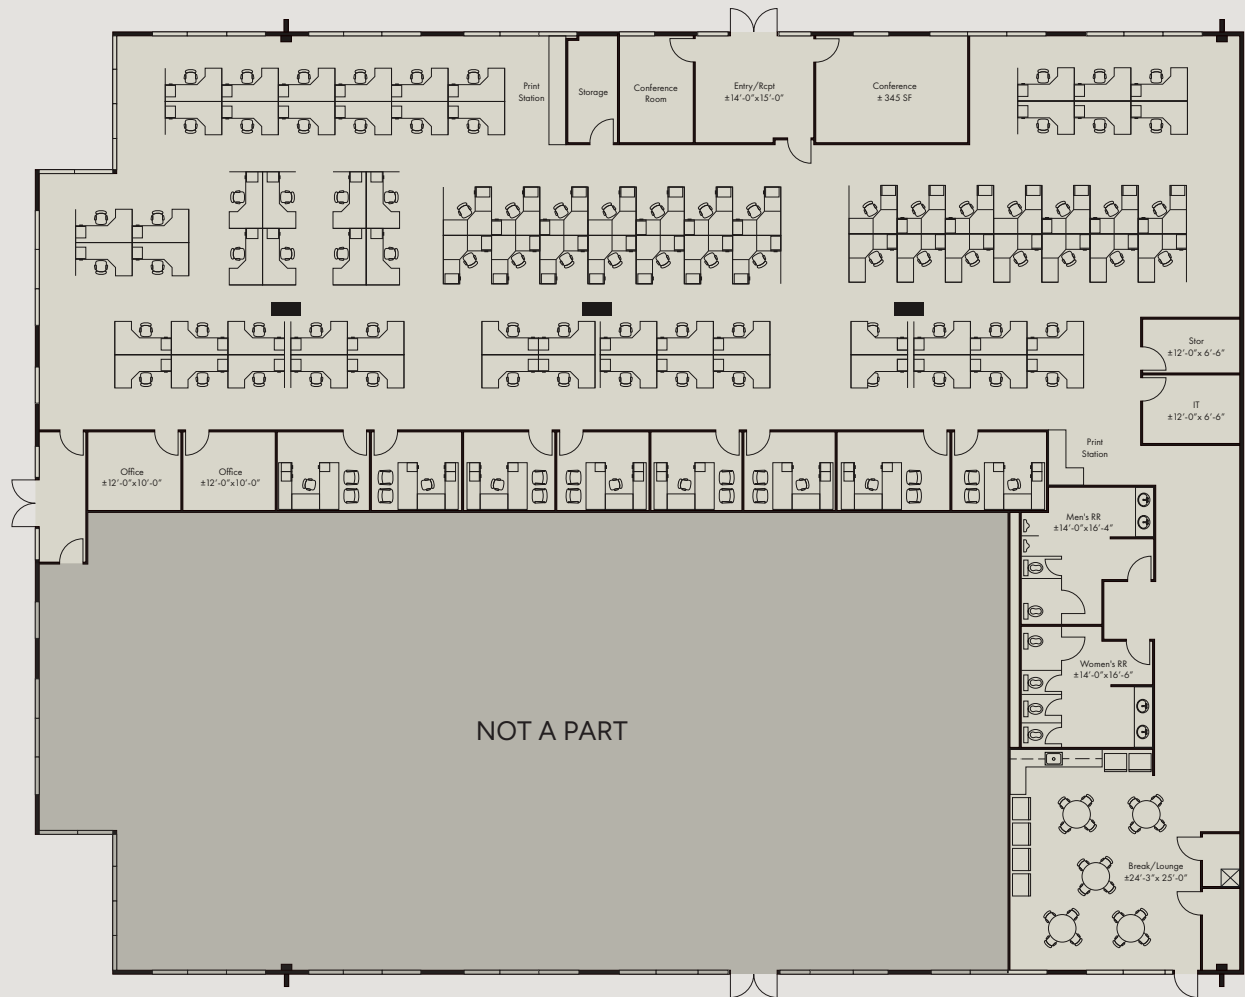 Print
Station
Storage
Conference
Room
Entry/Rcpt
±14'-0"x15'-0"
Conference
± 345 SF
Stor
±12'-0"x 6'-6"
IT
±12'-0"x 6'-6"
Print
Station
Office
±12'-0"x10'-0"
Office
±12'-0"x10'-0"
Men's RR
±14'-0"x16'-4"
Women's RR
±14'-0"x16'-6"
NOT A PART
Break/Lounge
±24'-3"x 25'-0"